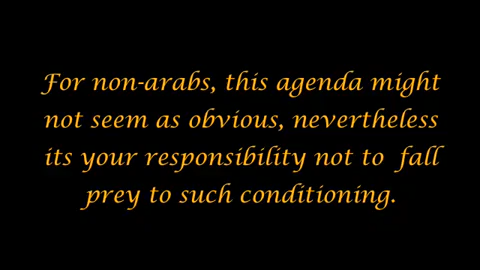 For non-arabs, this agenda might
not seem as obvious, nevertheless
its your responsibility not to fall
prey to such conditioning.